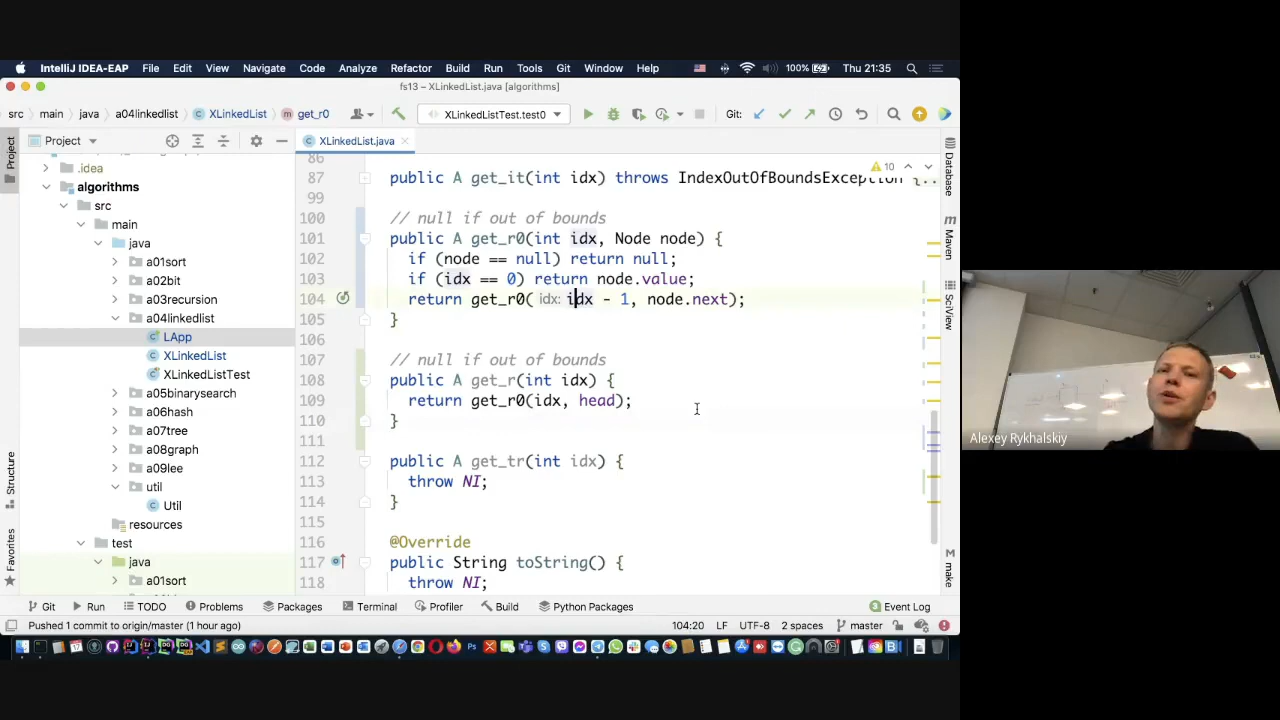 IntelliJ IDEA-EAP File Edit View Navigate Code Analyze Refactor Build Run Tools Git Window Help 100% Thu 21:35
fs13 – XLinkedList.java [algorithms]
src main java a04linkedlist XLinkedList get_r0 XLinkedListTest.test0 Git:
Project Project XLinkedList.java
Structure
Favorites
Database
Maven
SciView
make
.idea
algorithms
src
main
java
a01sort
a02bit
a03recursion
a04linkedlist
LApp
XLinkedList
XLinkedListTest
a05binarysearch
a06hash
a07tree
a08graph
a09lee
util
Util
resources
test
java
a01sort
10
86
87 public A get_it(int idx) throws IndexOutOfBoundsException {..
99
100 // null if out of bounds
101 public A get_r0(int idx, Node node) {
102 if (node == null) return null;
103 if (idx == 0) return node.value;
104 return get_r0( idx: idx - 1, node.next);
105 }
106
107 // null if out of bounds
108 public A get_r(int idx) {
109 return get_r0(idx, head);
110 }
111
112 public A get_tr(int idx) {
113 throw NI;
114 }
115
116 @Override
117 public String toString() {
118 throw NI;
Git Run TODO Problems Packages Terminal Profiler Build Python Packages Event Log
Pushed 1 commit to origin/master (1 hour ago) 104:20 LF UTF-8 2 spaces master
Alexey Rykhalskiy